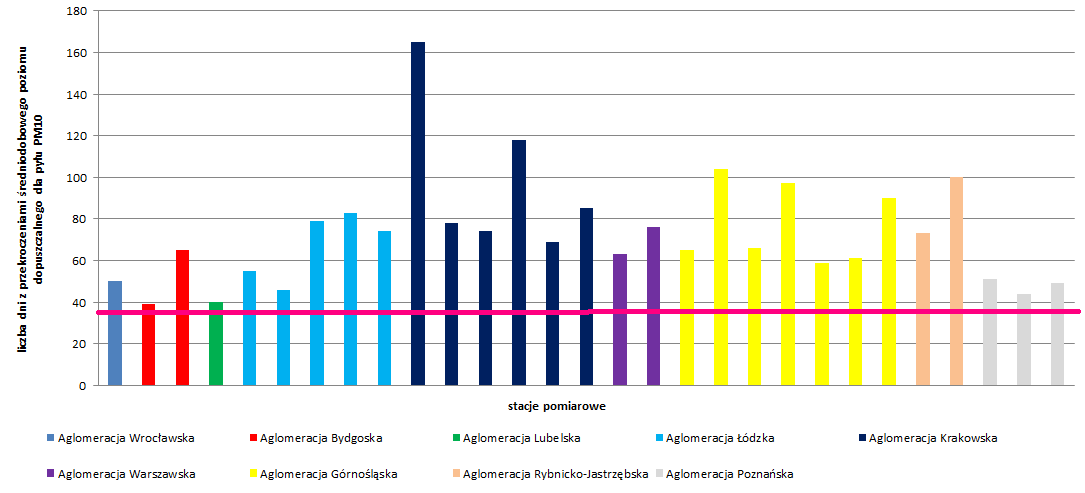 liczba dni z przekroczeniami średniodobowego poziomu
dopuszczalnego dla pyłu PM10
180
160
140
120
100
80
60
40
20
0
stacje pomiarowe
Aglomeracja Wrocławska
Aglomeracja Bydgoska
Aglomeracja Lubelska
Aglomeracja Łódzka
Aglomeracja Krakowska
Aglomeracja Warszawska
Aglomeracja Górnośląska
Aglomeracja Rybnicko-Jastrzębska
Aglomeracja Poznańska